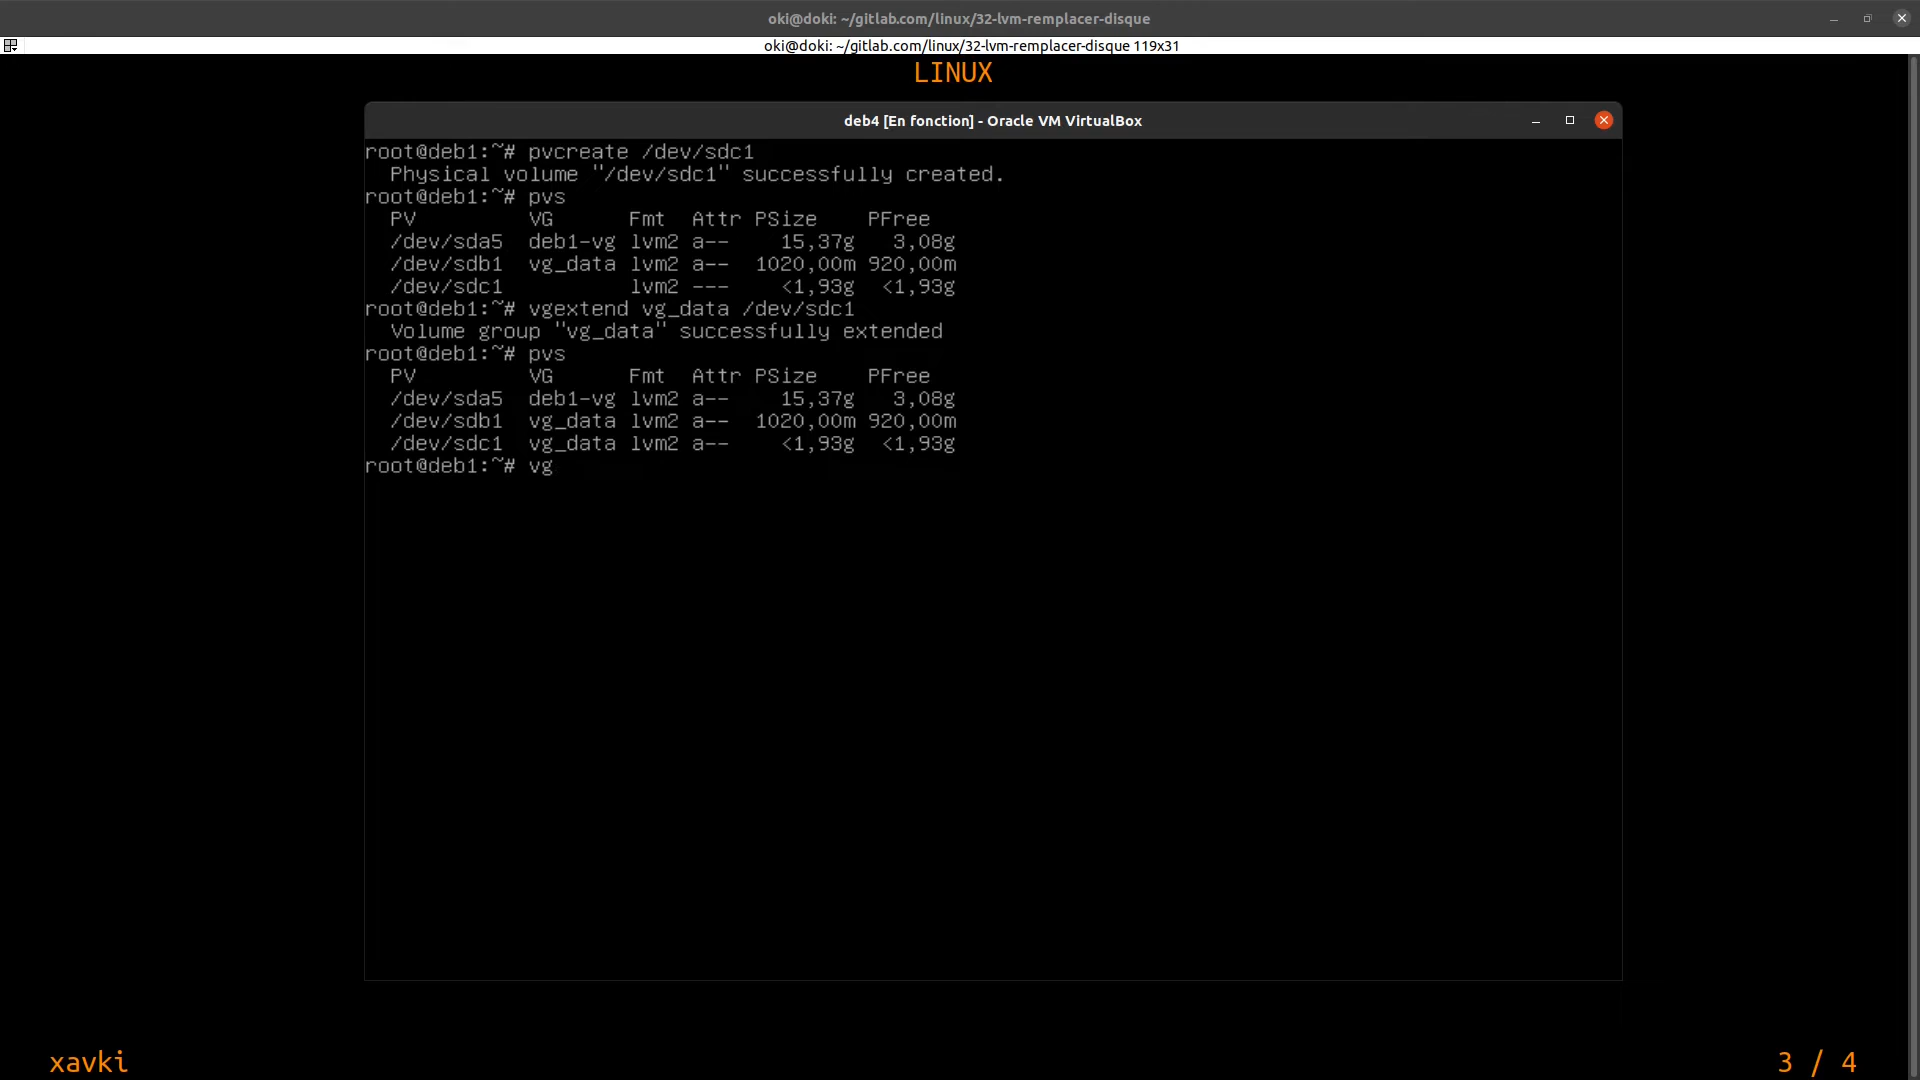 oki@doki: ~/gitlab.com/linux/32-lvm-remplacer-disque
oki@doki: ~/gitlab.com/linux/32-lvm-remplacer-disque 119x31
LINUX
deb4 [En fonction] - Oracle VM VirtualBox
root@deb1:~# pvcreate /dev/sdc1
  Physical volume "/dev/sdc1" successfully created.
root@deb1:~# pvs
  PV         VG      Fmt  Attr PSize    PFree
  /dev/sda5  deb1-vg lvm2 a--    15,37g   3,08g
  /dev/sdb1  vg_data lvm2 a--  1020,00m 920,00m
  /dev/sdc1          lvm2 ---    <1,93g  <1,93g
root@deb1:~# vgextend vg_data /dev/sdc1
  Volume group "vg_data" successfully extended
root@deb1:~# pvs
  PV         VG      Fmt  Attr PSize    PFree
  /dev/sda5  deb1-vg lvm2 a--    15,37g   3,08g
  /dev/sdb1  vg_data lvm2 a--  1020,00m 920,00m
  /dev/sdc1  vg_data lvm2 a--    <1,93g  <1,93g
root@deb1:~# vg
xavki
3 / 4